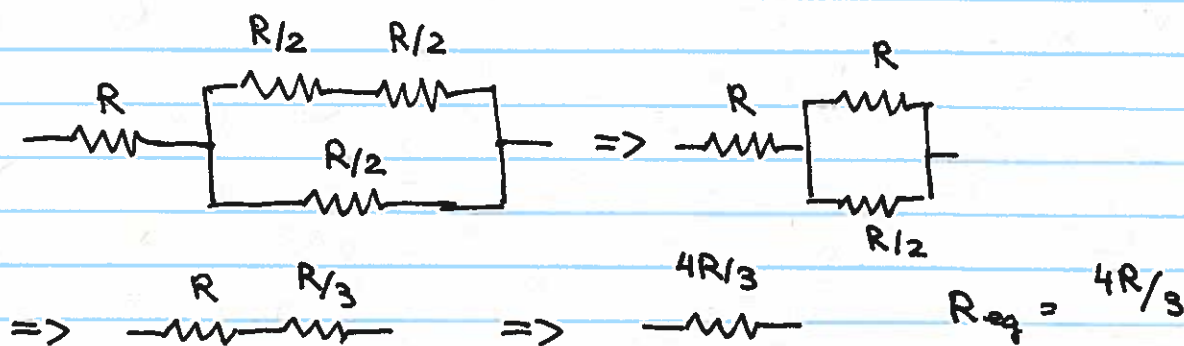 R/2 R/2
R R
R
R/2 =>
R/2
=> R R/3 => 4R/3 Req = 4R/3